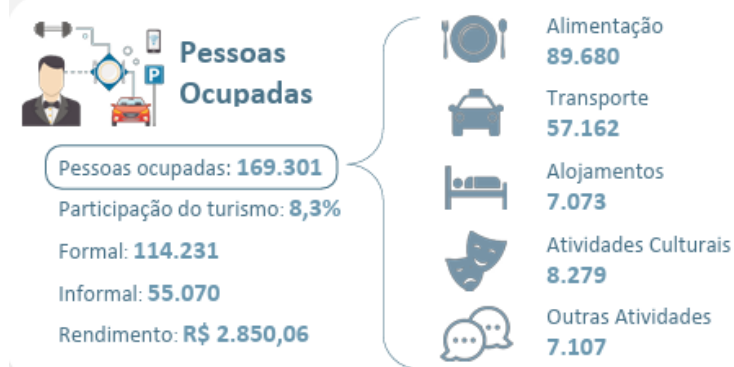 Pessoas
Ocupadas
Pessoas ocupadas: 169.301
Participação do turismo: 8,3%
Formal: 114.231
Informal: 55.070
Rendimento: R$ 2.850,06
Alimentação
89.680
Transporte
57.162
Alojamentos
7.073
Atividades Culturais
8.279
Outras Atividades
7.107
P